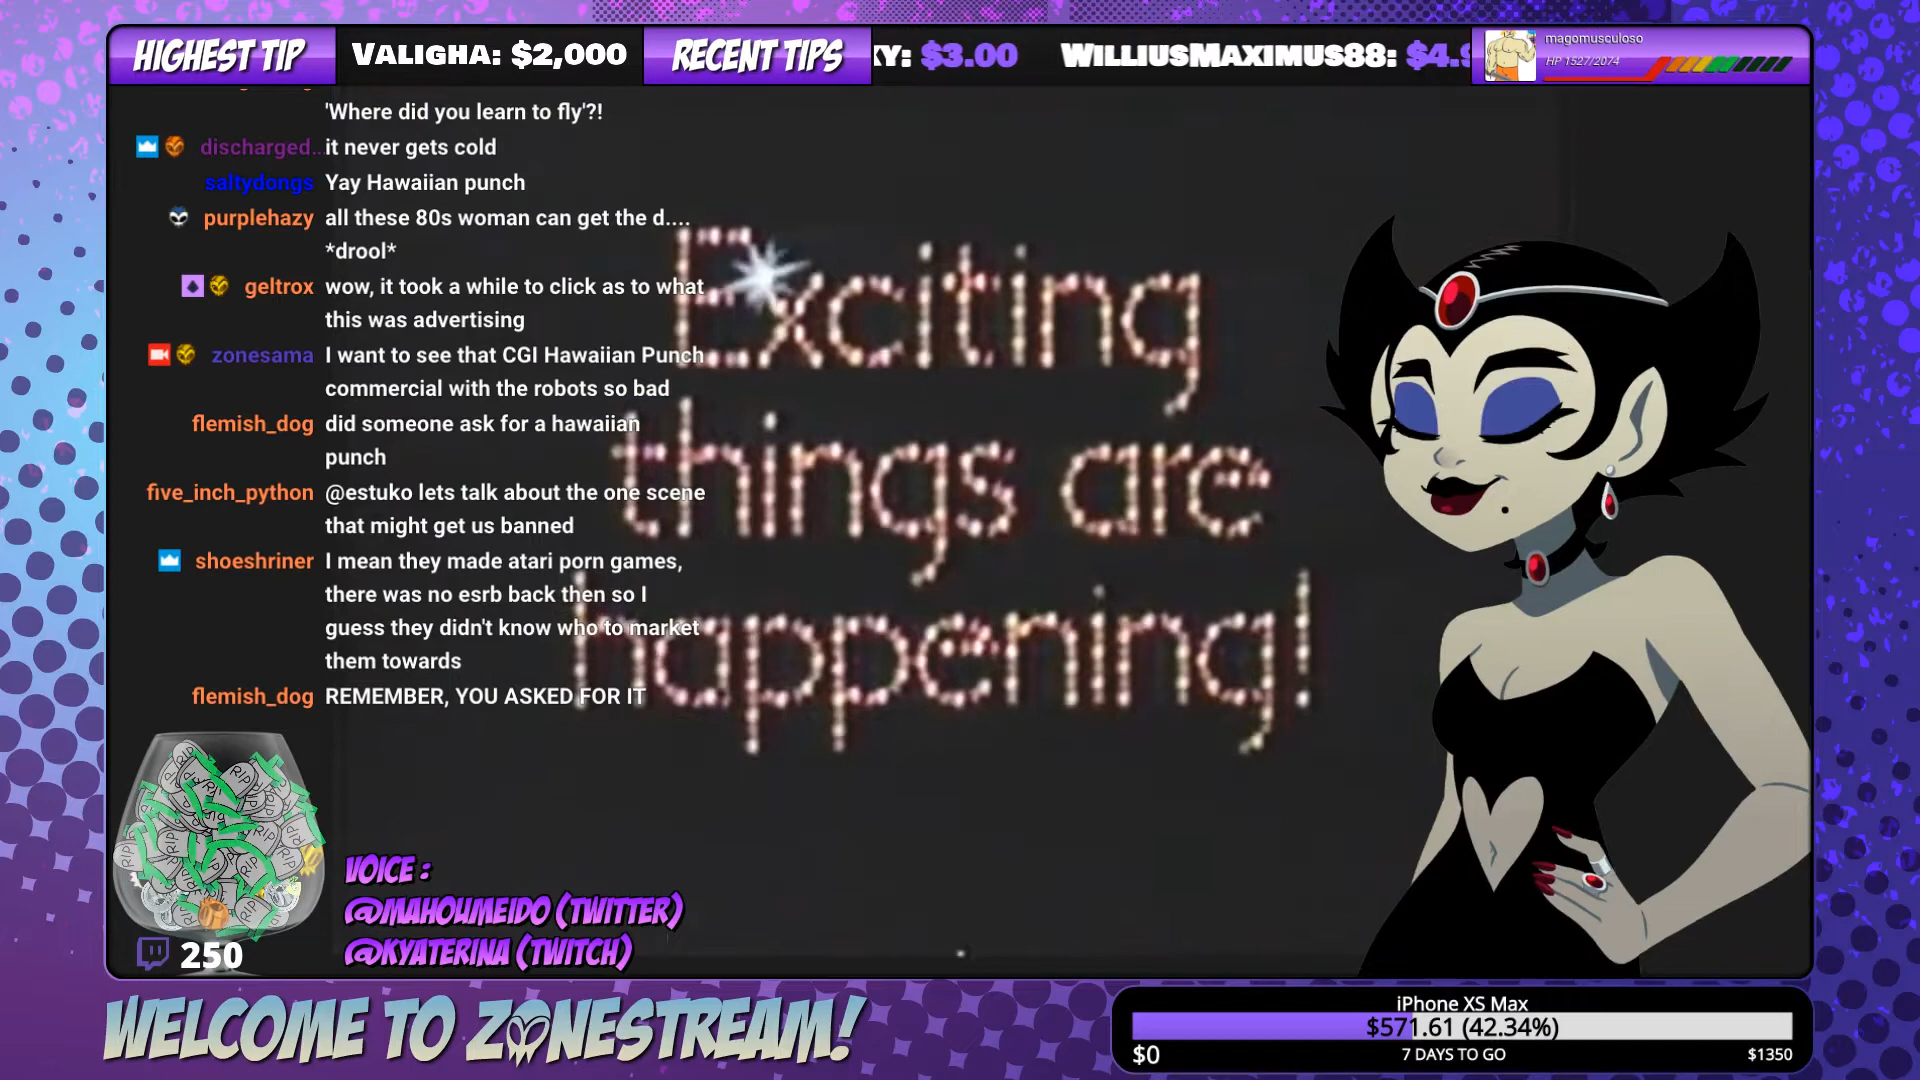 HIGHEST TIP
VALIGHA: $2,000
RECENT TIPS
KY: $3.00
WILLIUSMAXIMUS88: $4.9
magomusculoso
HP 1527/2074
'Where did you learn to fly'?!
discharged... it never gets cold
saltydongs Yay Hawaiian punch
purplehazy all these 80s woman can get the d....
*drool*
geltrox wow, it took a while to click as to what
this was advertising
zonesama I want to see that CGI Hawaiian Punch
commercial with the robots so bad
flemish_dog did someone ask for a hawaiian
punch
five_inch_python @estuko lets talk about the one scene
that might get us banned
shoeshriner I mean they made atari porn games,
there was no esrb back then so I
guess they didn't know who to market
them towards
flemish_dog REMEMBER, YOU ASKED FOR IT
Exciting
things are
happening!
RIP
RIP
RIP
RIP
RIP
RIP
250
VOICE :
@MAHOUMEIDO (TWITTER)
@KYATERINA (TWITCH)
WELCOME TO ZONESTREAM!
iPhone XS Max
$571.61 (42.34%)
$0
7 DAYS TO GO
$1350